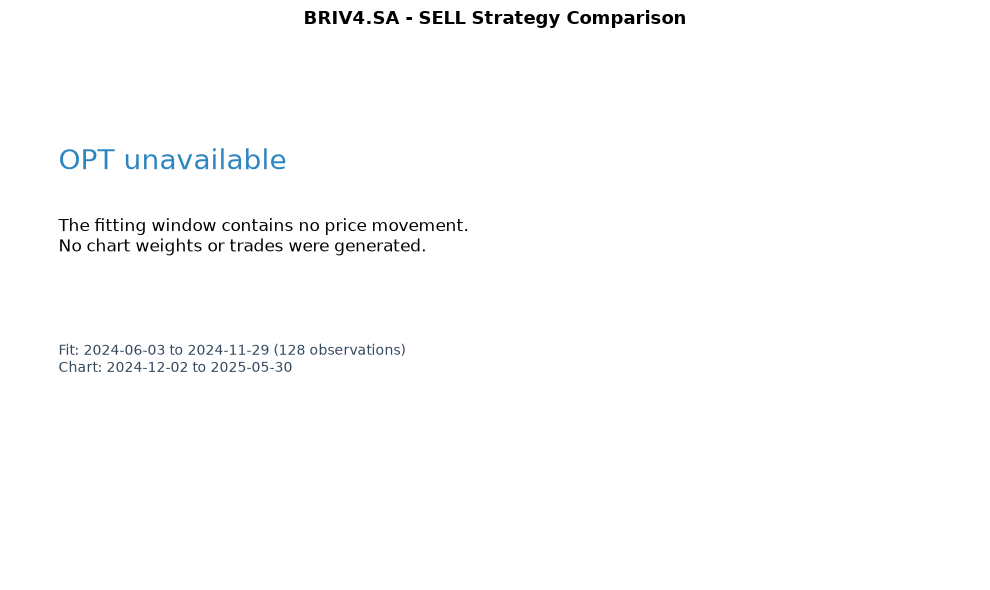 BRIV4.SA - SELL Strategy Comparison
OPT unavailable
The fitting window contains no price movement.
No chart weights or trades were generated.
Fit: 2024-06-03 to 2024-11-29 (128 observations)
Chart: 2024-12-02 to 2025-05-30